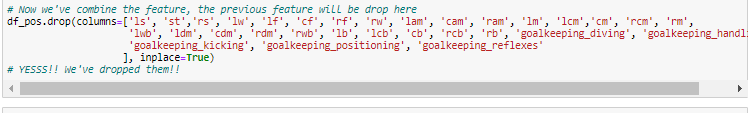 # Now we've combine the feature, the previous feature will be drop here
df_pos.drop(columns=['ls', 'st','rs', 'lw', 'lf', 'cf', 'rf', 'rw', 'lam', 'cam', 'ram', 'lm', 'lcm','cm', 'rcm', 'rm',
'lwb', 'ldm', 'cdm', 'rdm', 'rwb', 'lb', 'lcb', 'cb', 'rcb', 'rb', 'goalkeeping_diving', 'goalkeeping_handli
'goalkeeping_kicking', 'goalkeeping_positioning', 'goalkeeping_reflexes'
], inplace=True)
# YESSS!! We've dropped them!!